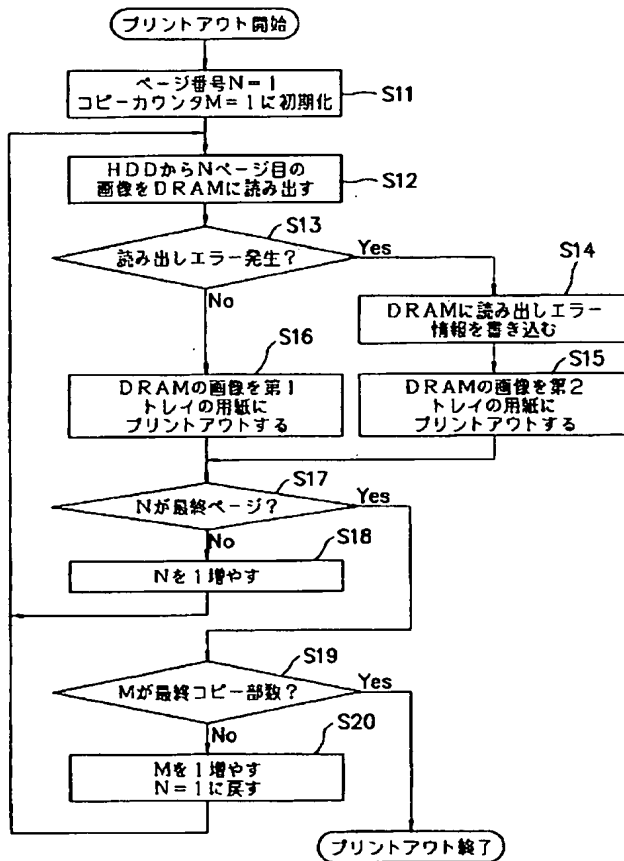 プリントアウト開始
ページ番号N=1
コピーカウンタM=1に初期化
S11
HDDからNページ目の
画像をDRAMに読み出す
S12
S13
読み出しエラー発生?
Yes
No
S14
DRAMに読み出しエラー
情報を書き込む
S15
DRAMの画像を第2
トレイの用紙に
プリントアウトする
S16
DRAMの画像を第1
トレイの用紙に
プリントアウトする
S17
Nが最終ページ?
Yes
No
S18
Nを1増やす
S19
Mが最終コピー部数?
Yes
No
S20
Mを1増やす
N=1に戻す
プリントアウト終了